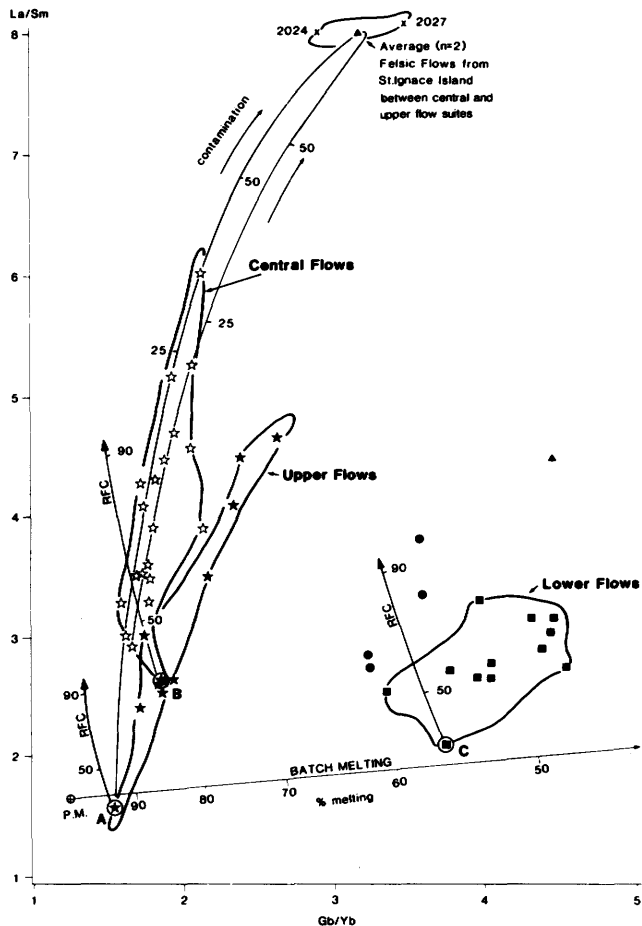 La/Sm
8
7
6
5
4
3
2
1
2024
2027
Average (n=2)
Felsic Flows from
St.Ignace Island
between central and
upper flow suites
contamination
50
50
Central Flows
25
25
90
RFC
Upper Flows
50
B
90
RFC
50
P.M.
A
90
80
70
BATCH MELTING
% melting
60
50
Lower Flows
90
RFC
50
C
1
2
3
4
5
Gb/Yb